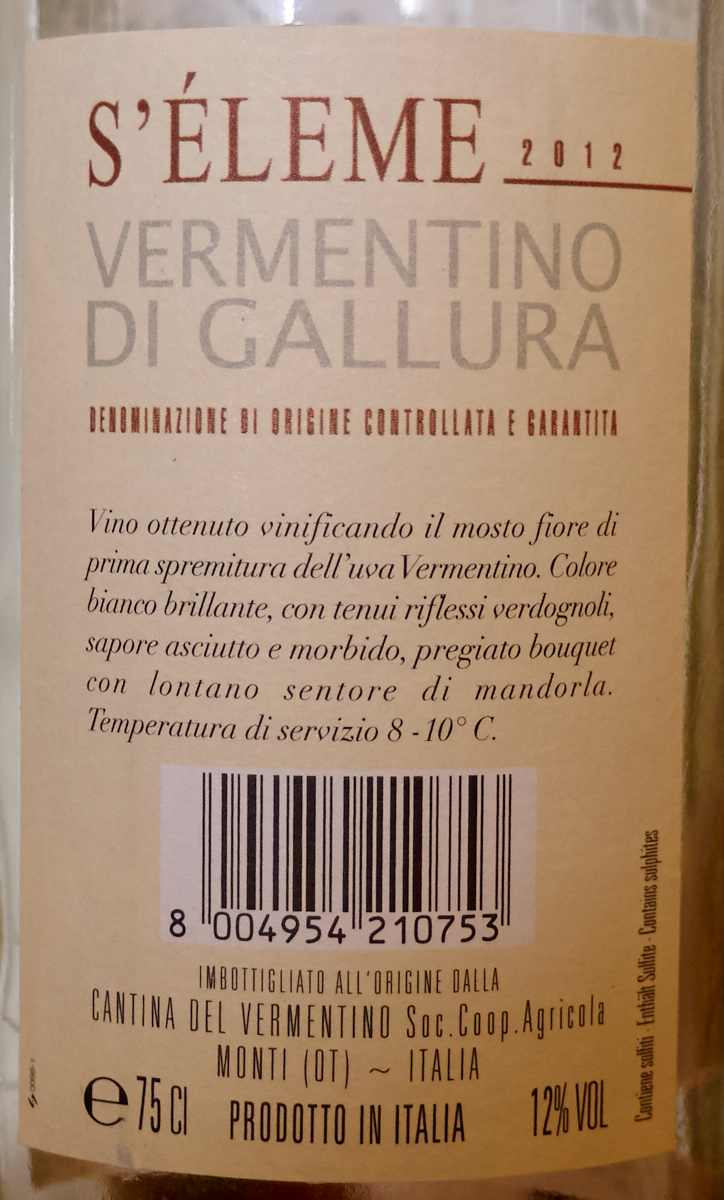 S'ÉLEME 2012
VERMENTINO
DI GALLURA
DENOMINAZIONE DI ORIGINE CONTROLLATA E GARANTITA
Vino ottenuto vinificando il mosto fiore di
prima spremitura dell'uva Vermentino. Colore
bianco brillante, con tenui riflessi verdognoli,
sapore asciutto e morbido, pregiato bouquet
con lontano sentore di mandorla.
Temperatura di servizio 8 - 10° C.
8 004954 210753
IMBOTTIGLIATO ALL'ORIGINE DALLA
CANTINA DEL VERMENTINO Soc.Coop.Agricola
MONTI (OT) ~ ITALIA
℮ 75 Cl PRODOTTO IN ITALIA 12% VOL
Contiene solfiti - Enthält Sulfite - Contains sulphites